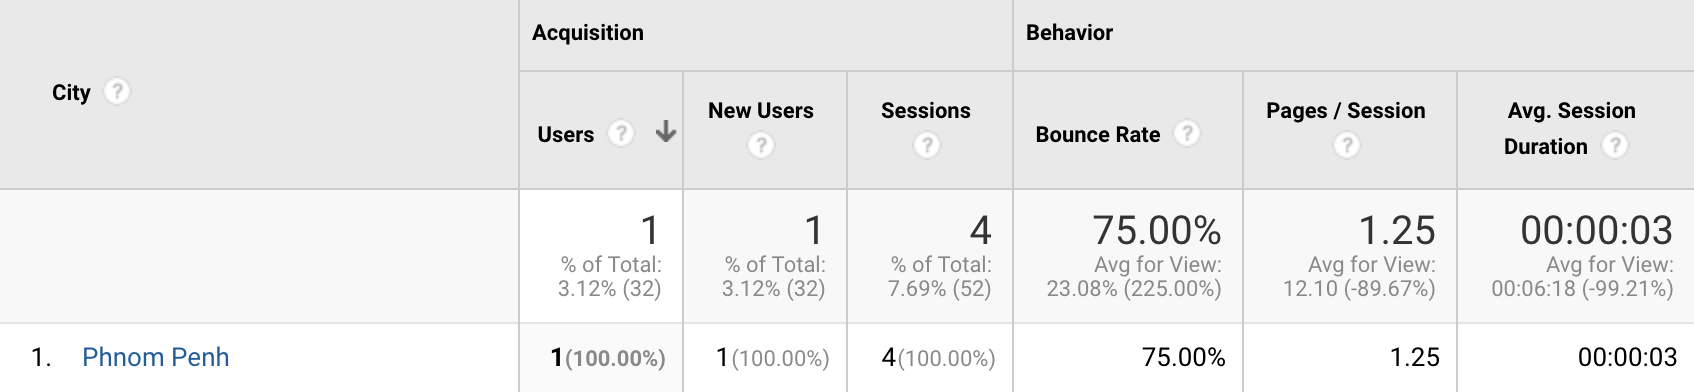 Acquisition
Behavior
City ?
Users ?
New Users
?
Sessions
?
Bounce Rate ?
Pages / Session
?
Avg. Session
Duration ?
1
% of Total:
3.12% (32)
1
% of Total:
3.12% (32)
4
% of Total:
7.69% (52)
75.00%
Avg for View:
23.08% (225.00%)
1.25
Avg for View:
12.10 (-89.67%)
00:00:03
Avg for View:
00:06:18 (-99.21%)
1. Phnom Penh 1(100.00%) 1(100.00%) 4(100.00%) 75.00% 1.25 00:00:03